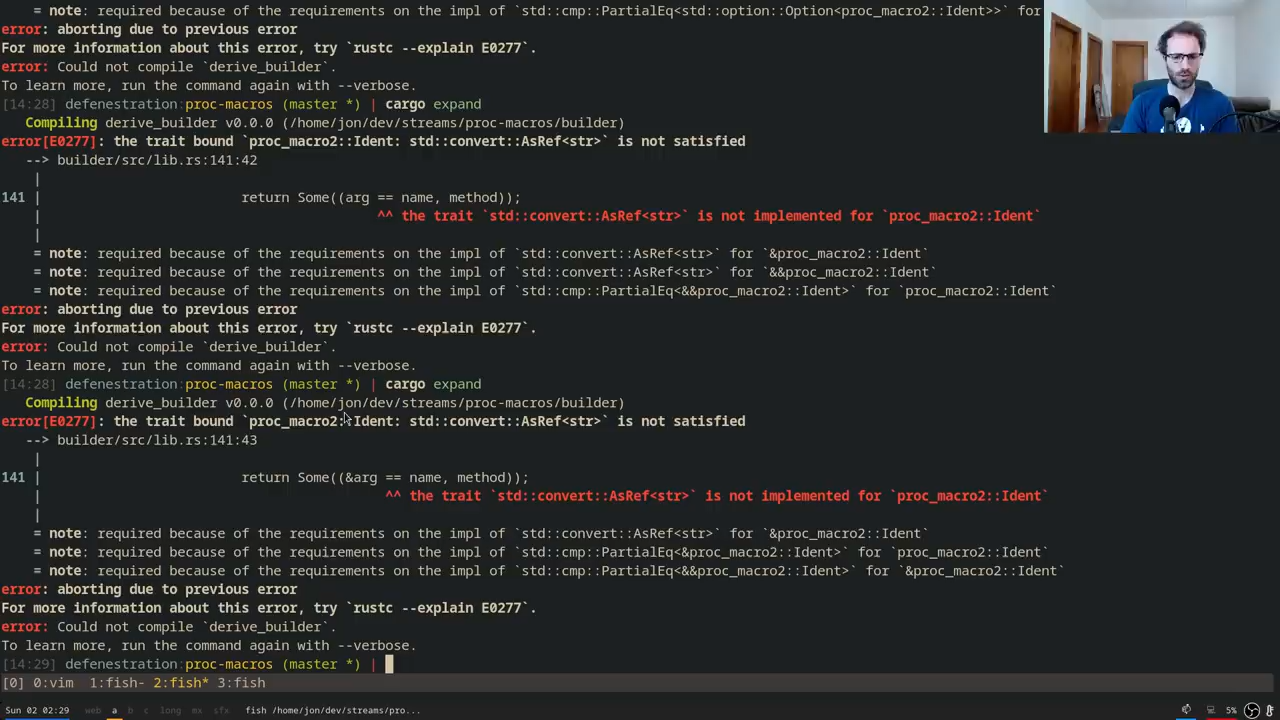 = note: required because of the requirements on the impl of `std::cmp::PartialEq<std::option::Option<proc_macro2::Ident>>` for
error: aborting due to previous error
For more information about this error, try `rustc --explain E0277`.
error: Could not compile `derive_builder`.
To learn more, run the command again with --verbose.
[14:28] defenestration:proc-macros (master *) | cargo expand
   Compiling derive_builder v0.0.0 (/home/jon/dev/streams/proc-macros/builder)
error[E0277]: the trait bound `proc_macro2::Ident: std::convert::AsRef<str>` is not satisfied
   --> builder/src/lib.rs:141:42
    |
141 |                         return Some((arg == name, method));
    |                                          ^^ the trait `std::convert::AsRef<str>` is not implemented for `proc_macro2::Ident`
    |
    = note: required because of the requirements on the impl of `std::convert::AsRef<str>` for `&proc_macro2::Ident`
    = note: required because of the requirements on the impl of `std::convert::AsRef<str>` for `&&proc_macro2::Ident`
    = note: required because of the requirements on the impl of `std::cmp::PartialEq<&&proc_macro2::Ident>` for `proc_macro2::Ident`
error: aborting due to previous error
For more information about this error, try `rustc --explain E0277`.
error: Could not compile `derive_builder`.
To learn more, run the command again with --verbose.
[14:28] defenestration:proc-macros (master *) | cargo expand
   Compiling derive_builder v0.0.0 (/home/jon/dev/streams/proc-macros/builder)
error[E0277]: the trait bound `proc_macro2::Ident: std::convert::AsRef<str>` is not satisfied
   --> builder/src/lib.rs:141:43
    |
141 |                         return Some((&arg == name, method));
    |                                           ^^ the trait `std::convert::AsRef<str>` is not implemented for `proc_macro2::Ident`
    |
    = note: required because of the requirements on the impl of `std::convert::AsRef<str>` for `&proc_macro2::Ident`
    = note: required because of the requirements on the impl of `std::cmp::PartialEq<&proc_macro2::Ident>` for `proc_macro2::Ident`
    = note: required because of the requirements on the impl of `std::cmp::PartialEq<&&proc_macro2::Ident>` for `&proc_macro2::Ident`
error: aborting due to previous error
For more information about this error, try `rustc --explain E0277`.
error: Could not compile `derive_builder`.
To learn more, run the command again with --verbose.
[14:29] defenestration:proc-macros (master *) |
[0] 0:vim  1:fish- 2:fish* 3:fish
Sun 02 02:29 web a b c long ms sfx fish /home/jon/dev/streams/pro... 5%